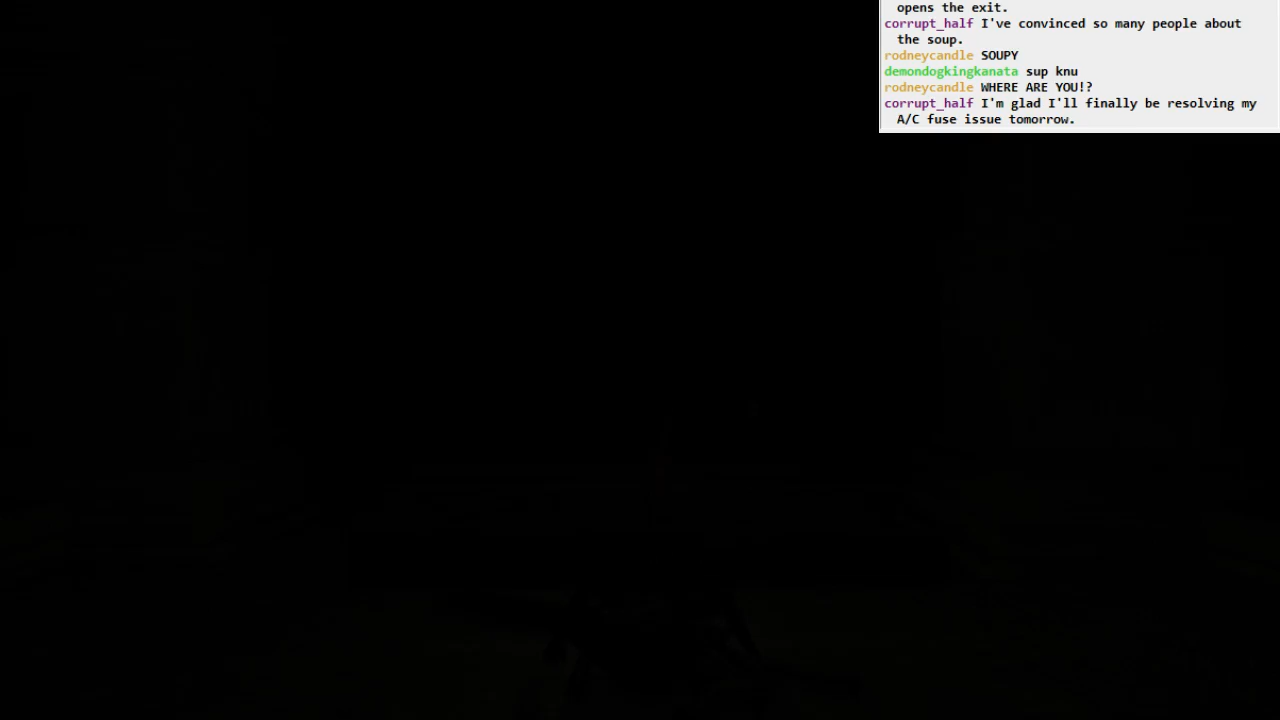 opens the exit.
corrupt_half I've convinced so many people about
the soup.
rodneycandle SOUPY
demondogkingkanata sup knu
rodneycandle WHERE ARE YOU!?
corrupt_half I'm glad I'll finally be resolving my
A/C fuse issue tomorrow.